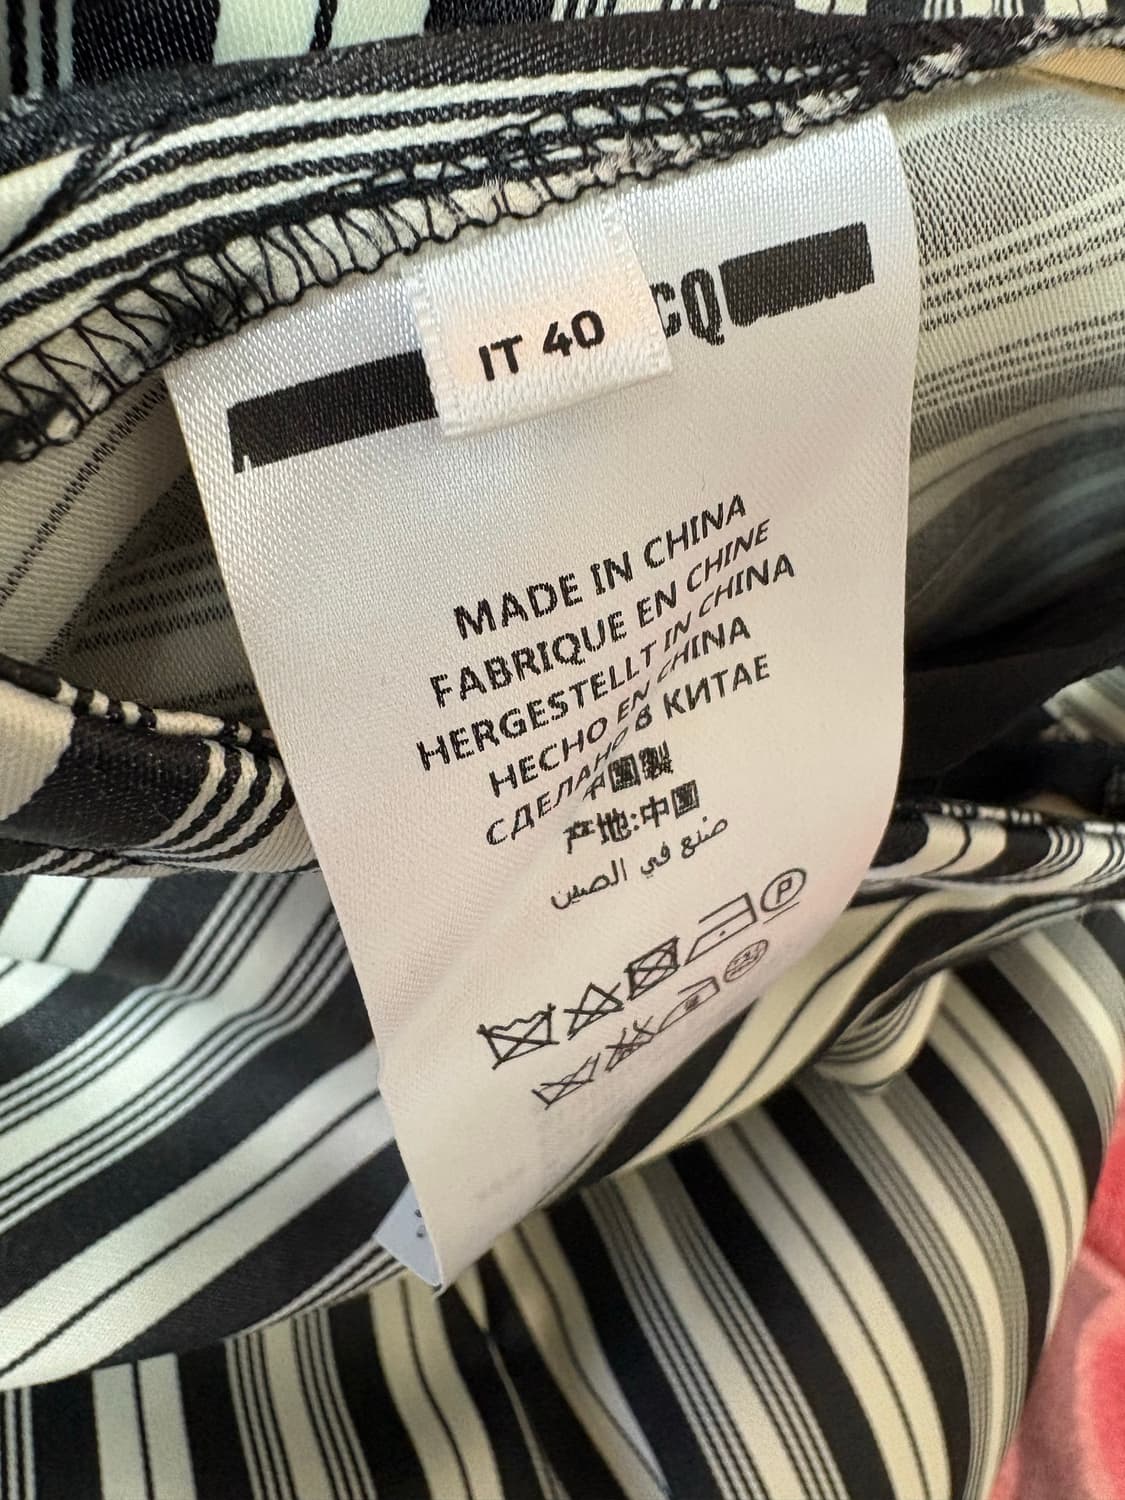 IT 40
CQ
MADE IN CHINA
FABRIQUE EN CHINE
HERGESTELLT IN CHINA
HECHO EN CHINA
СДЕЛАНО В КИТАЕ
中國製
产地:中國
صنع في الصين
P